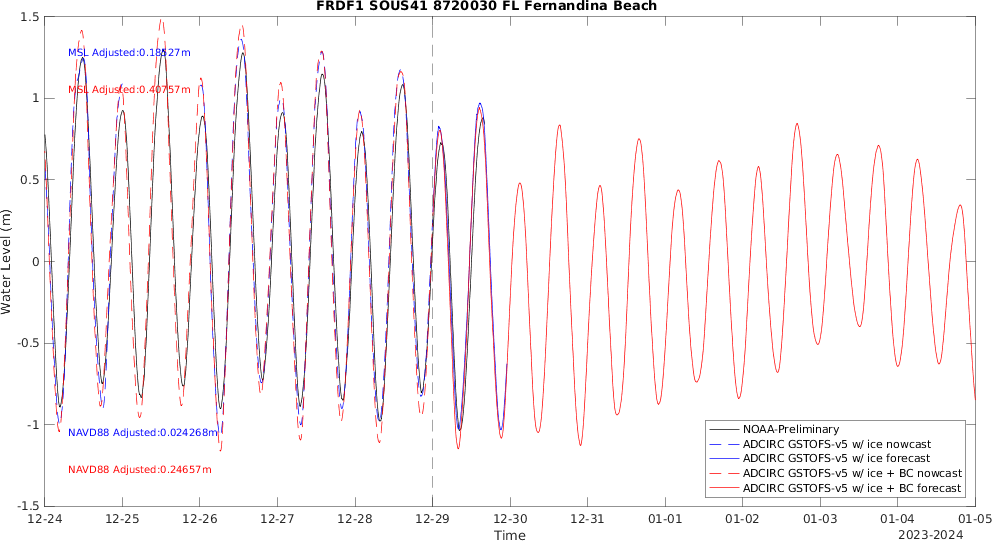 FRDF1 SOUS41 8720030 FL Fernandina Beach
1.5
1
0.5
0
-0.5
-1
-1.5
Water Level (m)
MSL Adjusted:0.18527m
MSL Adjusted:0.40757m
NAVD88 Adjusted:0.024268m
NAVD88 Adjusted:0.24657m
NOAA-Preliminary
ADCIRC GSTOFS-v5 w/ ice nowcast
ADCIRC GSTOFS-v5 w/ ice forecast
ADCIRC GSTOFS-v5 w/ ice + BC nowcast
ADCIRC GSTOFS-v5 w/ ice + BC forecast
12-24 12-25 12-26 12-27 12-28 12-29 12-30 12-31 01-01 01-02 01-03 01-04 01-05
Time
2023-2024